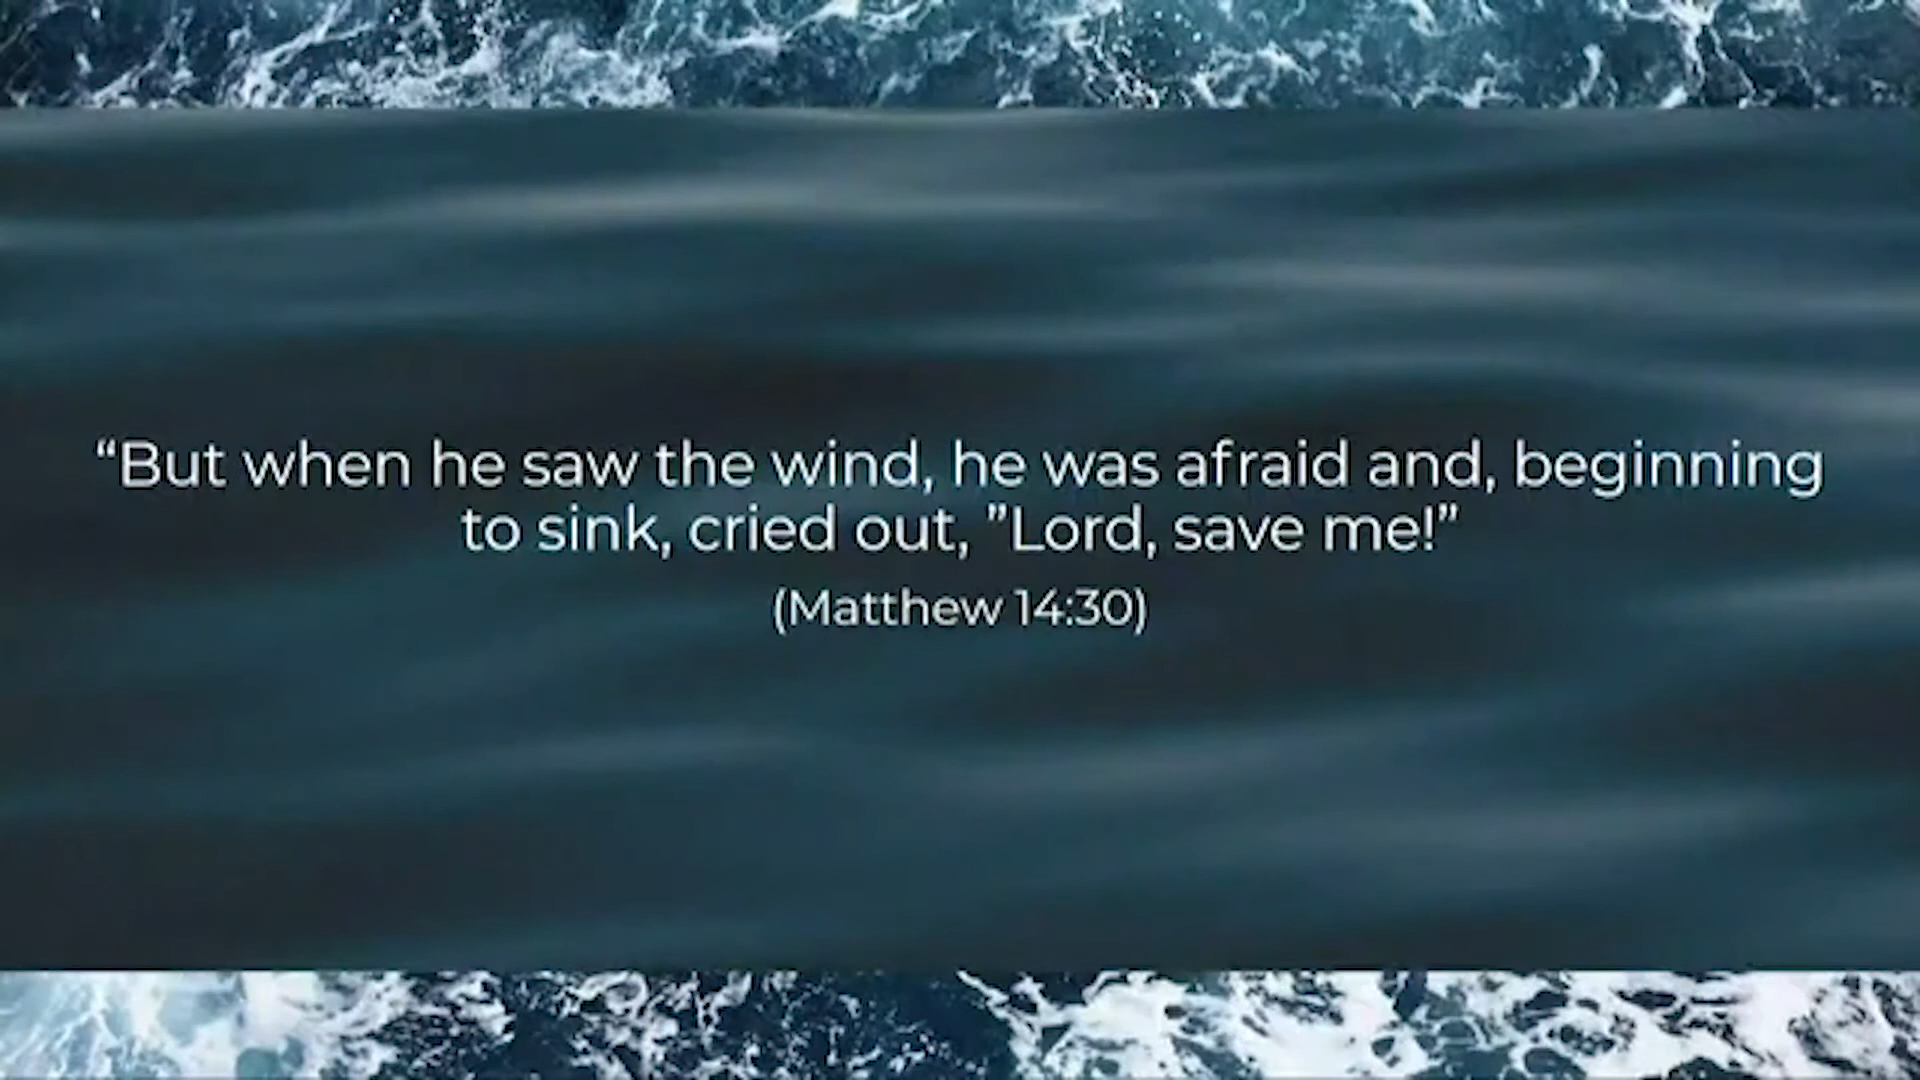 “But when he saw the wind, he was afraid and, beginning
to sink, cried out, ”Lord, save me!”
(Matthew 14:30)